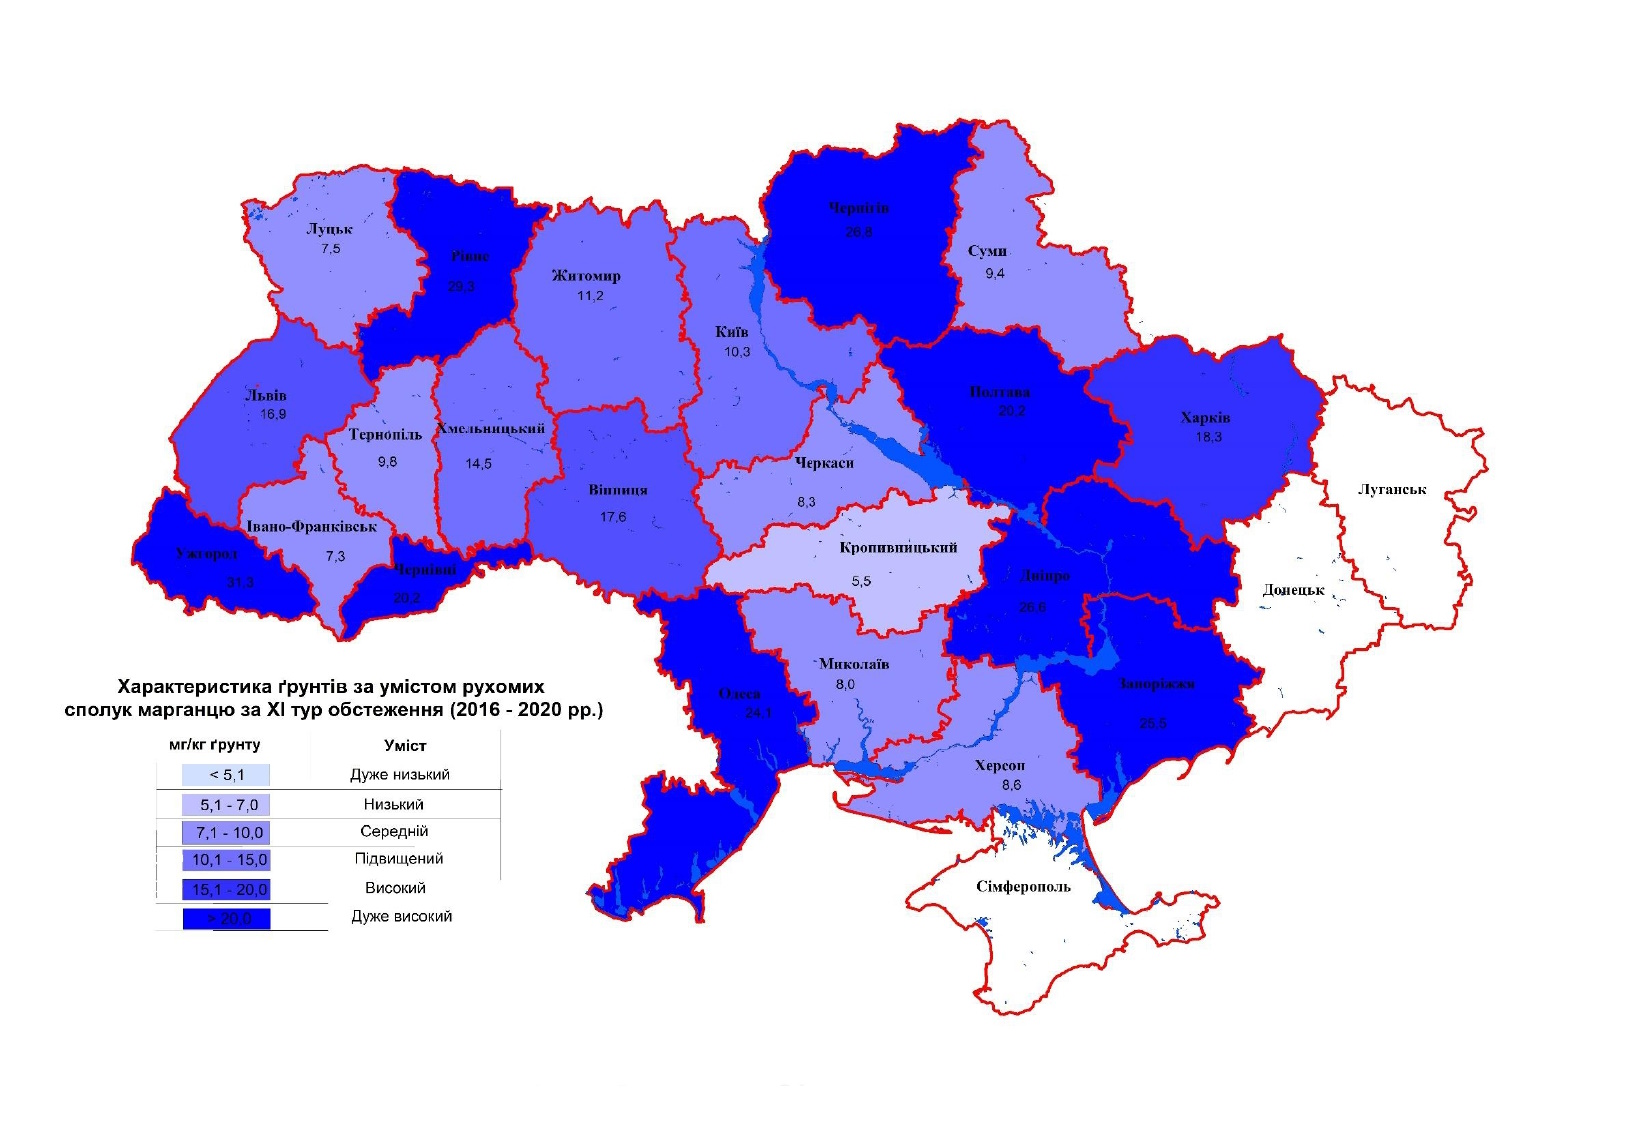 Чернігів
26,8
Луцьк
7,5
Рівне
29,3
Суми
9,4
Житомир
11,2
Київ
10,3
Львів
16,9
Полтава
20,2
Харків
18,3
Тернопіль
9,8
Хмельницький
14,5
Черкаси
8,3
Вінниця
17,6
Луганськ
Івано-Франківськ
7,3
Ужгород
31,3
Чернівці
20,2
Кропивницький
5,5
Дніпро
26,6
Донецьк
Миколаїв
8,0
Одеса
24,1
Запоріжжя
25,5
Херсон
8,6
Сімферополь
Характеристика ґрунтів за умістом рухомих
сполук марганцю за XI тур обстеження (2016 - 2020 рр.)
мг/кг ґрунту Уміст
< 5,1 Дуже низький
5,1 - 7,0 Низький
7,1 - 10,0 Середній
10,1 - 15,0 Підвищений
15,1 - 20,0 Високий
> 20,0 Дуже високий